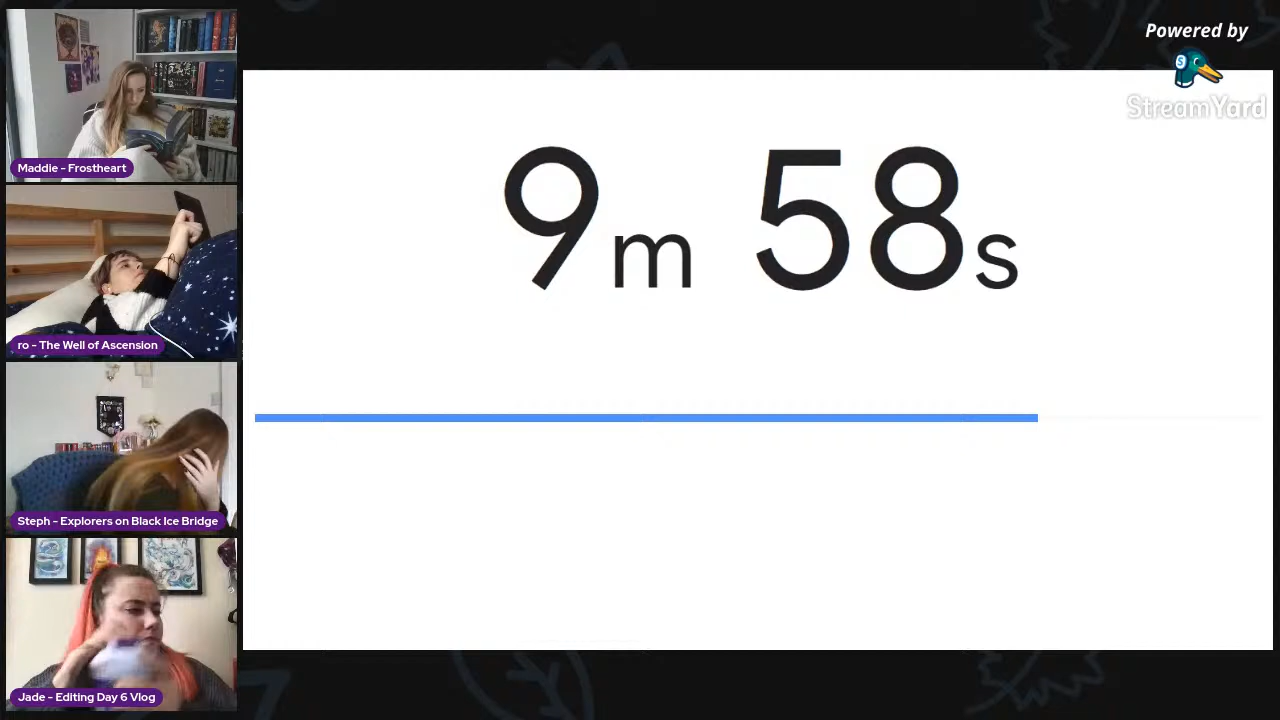 Maddie - Frostheart
ro - The Well of Ascension
Steph - Explorers on Black Ice Bridge
Jade - Editing Day 6 Vlog
9m 58s
Powered by
StreamYard